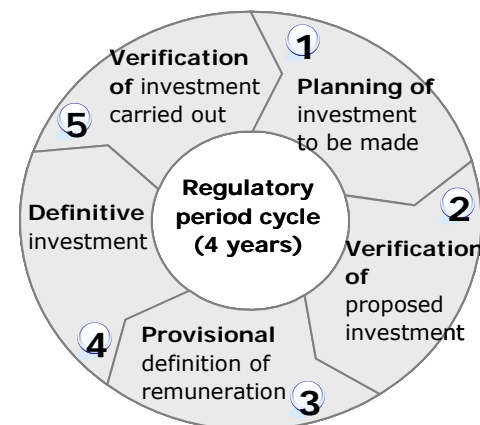 1
Planning of
investment
to be made
2
Verification
of
proposed
investment
3
Provisional
definition of
remuneration
4
Definitive
investment
5
Verification
of investment
carried out
Regulatory
period cycle
(4 years)